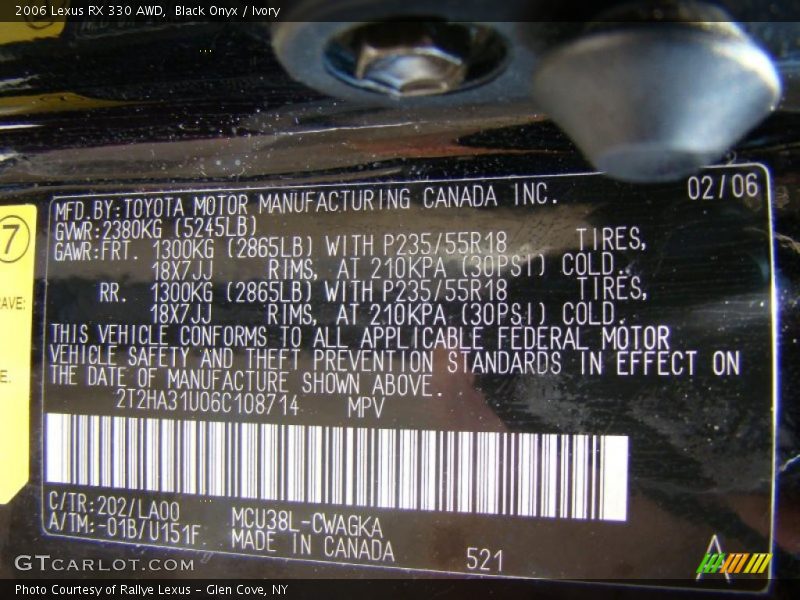 2006 Lexus RX 330 AWD, Black Onyx / Ivory
02/06
MFD.BY:TOYOTA MOTOR MANUFACTURING CANADA INC.
GVWR:2380KG (5245LB)
GAWR:FRT. 1300KG (2865LB) WITH P235/55R18 TIRES,
18X7JJ RIMS, AT 210KPA (30PSI) COLD.
RR. 1300KG (2865LB) WITH P235/55R18 TIRES,
18X7JJ RIMS, AT 210KPA (30PSI) COLD.
THIS VEHICLE CONFORMS TO ALL APPLICABLE FEDERAL MOTOR
VEHICLE SAFETY AND THEFT PREVENTION STANDARDS IN EFFECT ON
THE DATE OF MANUFACTURE SHOWN ABOVE.
2T2HA31U06C108714 MPV
C/TR:202/LA00 MCU38L-CWAGKA
A/TM:-01B/U151F MADE IN CANADA 521
7
RAVE:
E.
GTCARLOT.COM
Photo Courtesy of Rallye Lexus - Glen Cove, NY